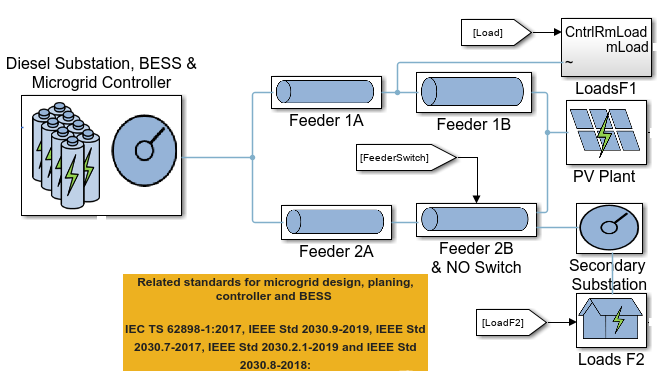 [Load]
CntrlRmLoad
mLoad
~
LoadsF1
Diesel Substation, BESS &
Microgrid Controller
Feeder 1A
Feeder 1B
[FeederSwitch]
PV Plant
Feeder 2A
Feeder 2B
& NO Switch
Secondary
Substation
[LoadF2]
Loads F2
Related standards for microgrid design, planing,
controller and BESS
IEC TS 62898-1:2017, IEEE Std 2030.9-2019, IEEE Std
2030.7-2017, IEEE Std 2030.2.1-2019 and IEEE Std
2030.8-2018: